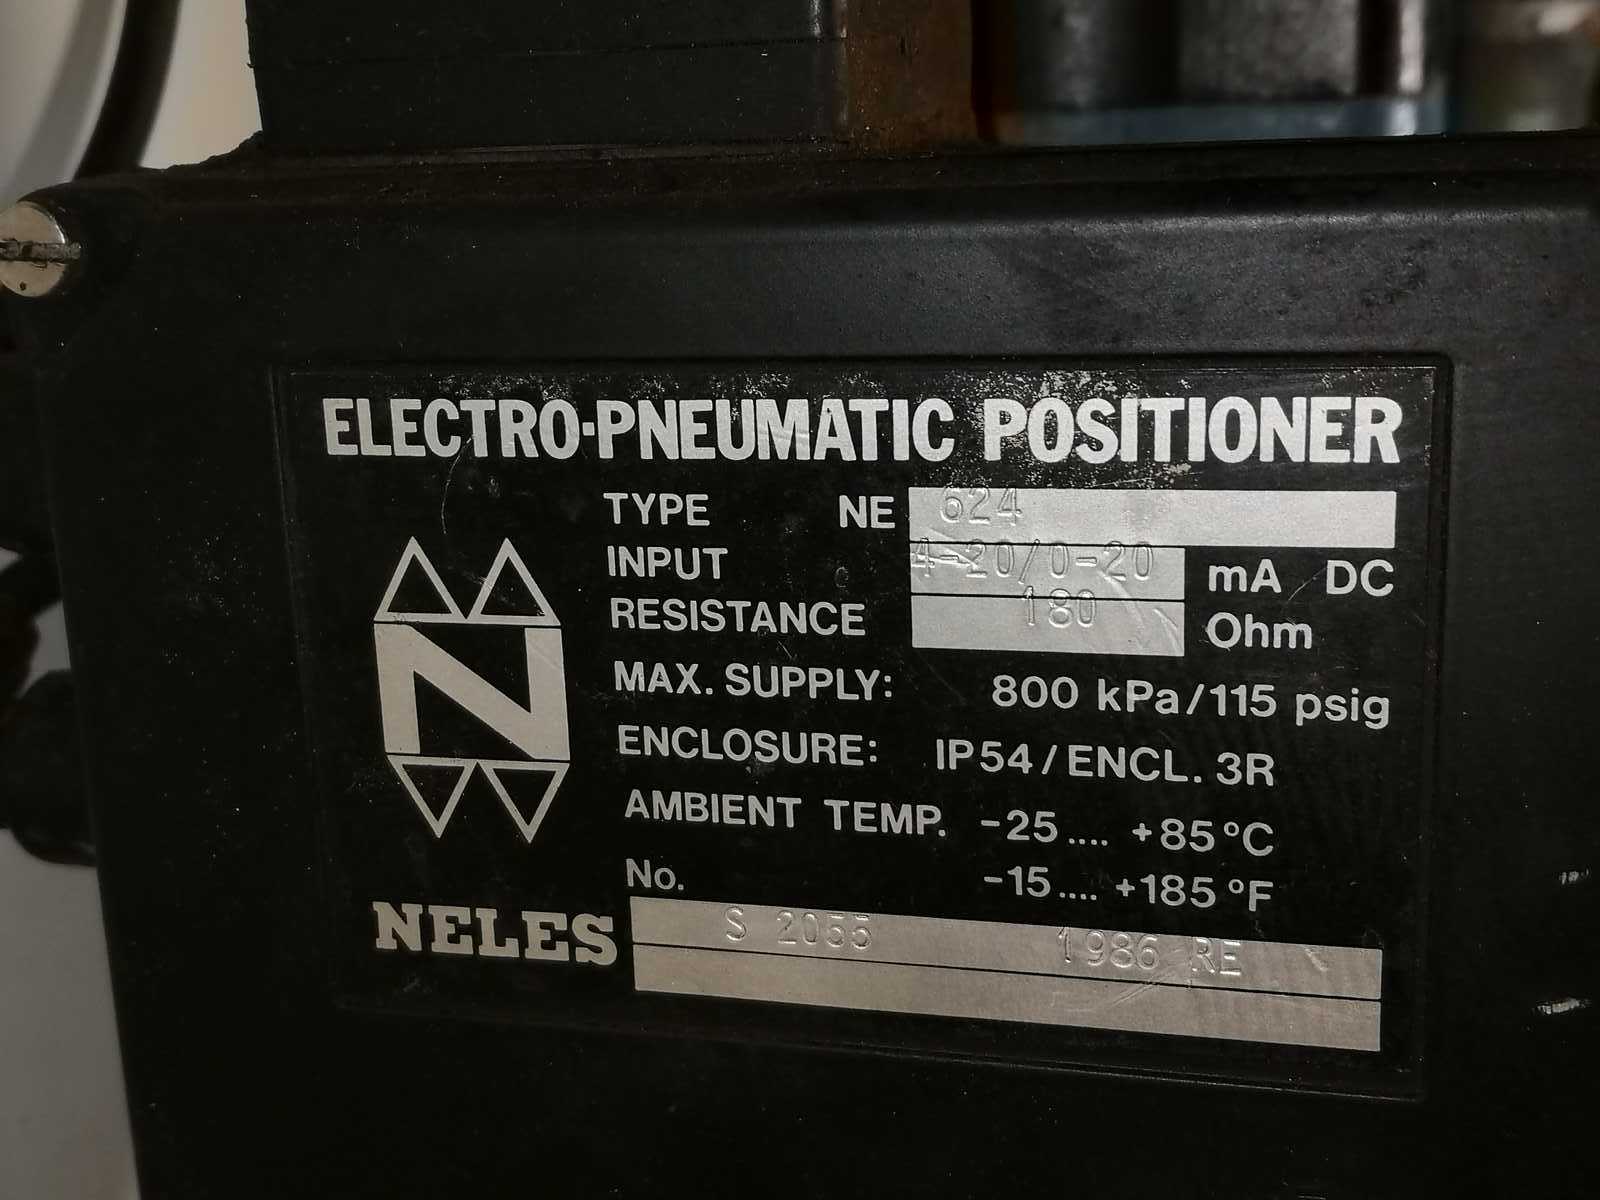 ELECTRO-PNEUMATIC POSITIONER
TYPE NE 624
INPUT 4-20/0-20 mA DC
RESISTANCE 180 Ohm
MAX. SUPPLY: 800 kPa/115 psig
ENCLOSURE: IP54/ENCL. 3R
AMBIENT TEMP. -25.... +85°C
-15.... +185°F
No.
N
NELES
S 2055 1986 RE